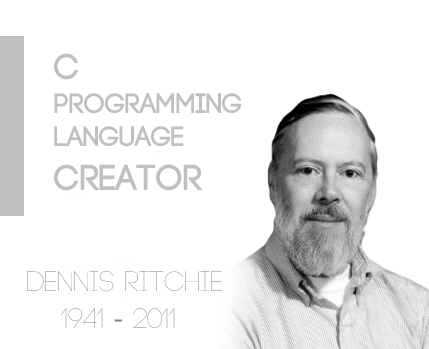 C
PROGRAMMING
LANGUAGE
CREATOR
DENNIS RITCHIE
1941 - 2011